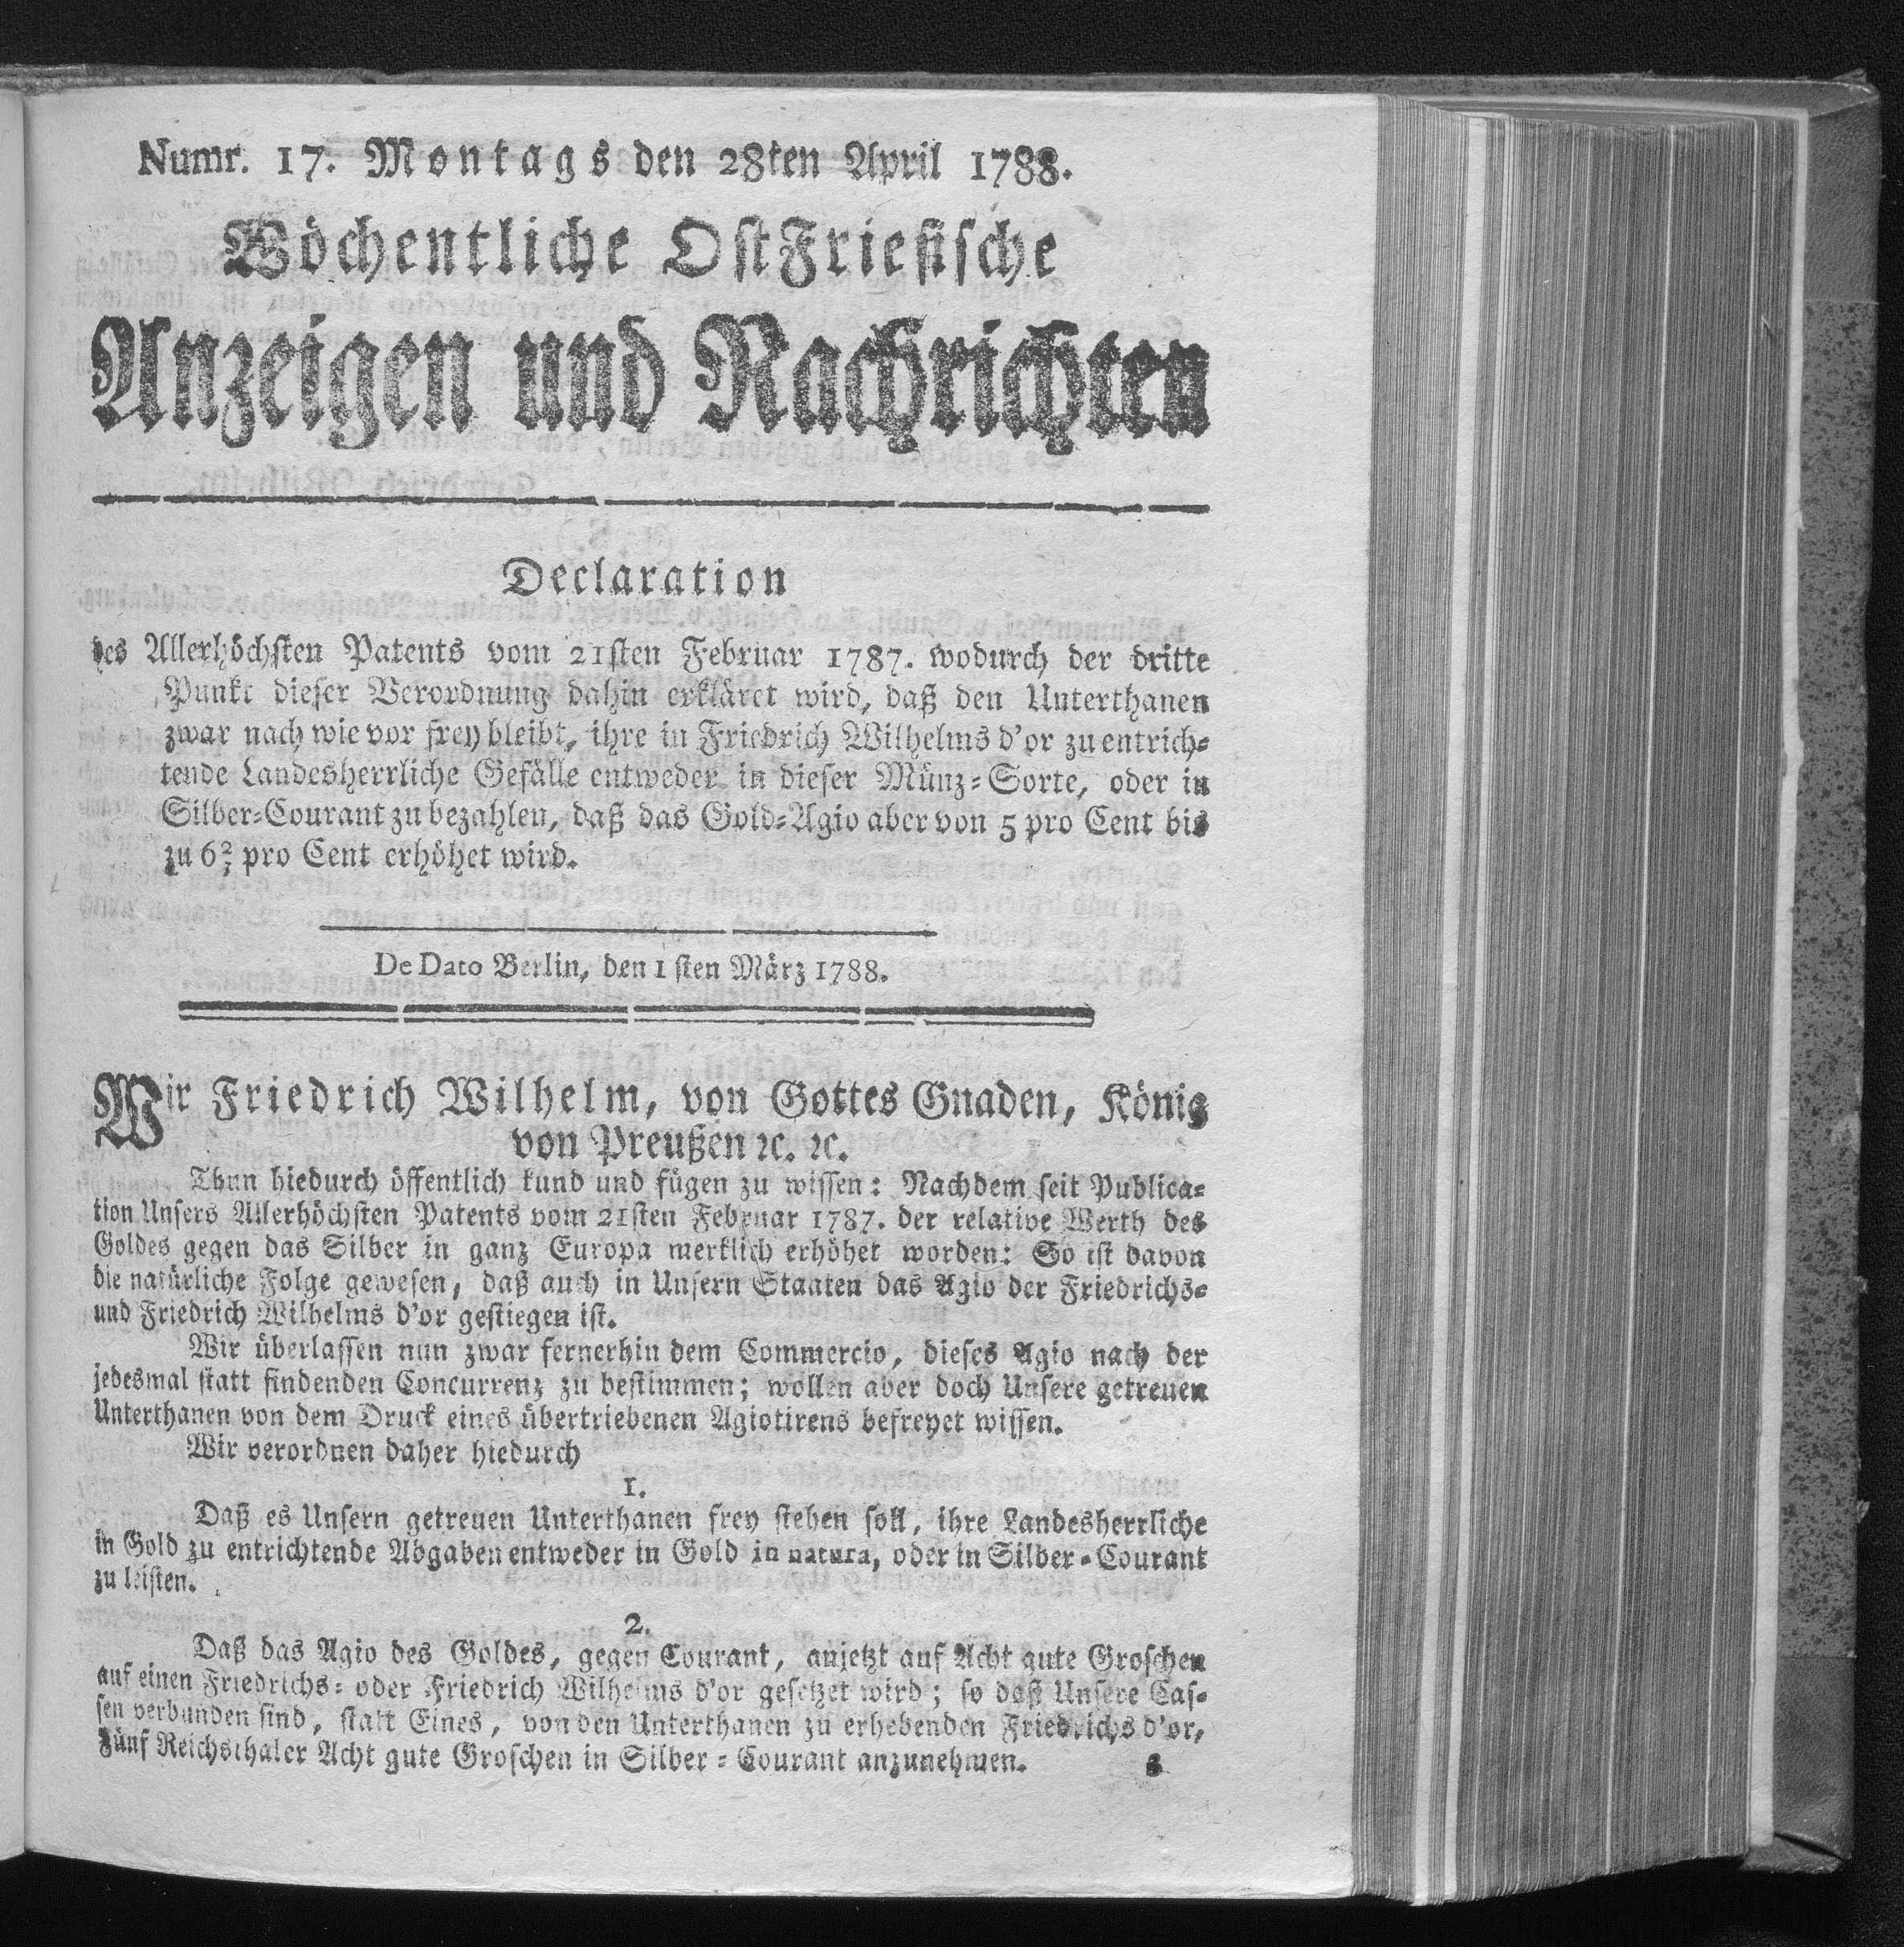 Numr. 17. Montags den 28ten April 1788.
Wöchentliche OstFriesische
Anzeigen und Nachrichten
Declaration
des Allerhöchsten Patents vom 21sten Februar 1787. wodurch der dritte
Punkt dieser Verordnung dahin erkläret wird, daß den Unterthanen
zwar nach wie vor frey bleibt, ihre in Friedrich Wilhelms d'or zu entrich-
tende Landesherrliche Gefälle entweder in dieser Münz-Sorte, oder in
Silber-Courant zu bezahlen, daß das Gold-Agio aber von 5 pro Cent bis
zu 6 pro Cent erhöhet wird.
De Dato Berlin, den 1sten März 1788.
Wir Friedrich Wilhelm, von Gottes Gnaden, König
von Preußen ꝛc. ꝛc.
Thun hiedurch öffentlich kund und fügen zu wissen: Nachdem seit Publica-
tion Unsers Allerhöchsten Patents vom 21sten Februar 1787. der relative Werth des
Goldes gegen das Silber in ganz Europa merklich erhöhet worden: So ist davon
die natürliche Folge gewesen, daß auch in Unsern Staaten das Agio der Friedrichs-
und Friedrich Wilhelms d'or gestiegen ist.
Wir überlassen nun zwar fernerhin dem Commercio, dieses Agio nach der
jedesmal statt findenden Concurrenz zu bestimmen; wollen aber doch Unsere getreuen
Unterthanen von dem Druck eines übertriebenen Agiotirens befreyet wissen.
Wir verordnen daher hiedurch
1.
Daß es Unsern getreuen Unterthanen frey stehen soll, ihre Landesherrliche
in Gold zu entrichtende Abgaben entweder in Gold in natura, oder in Silber-Courant
zu leisten.
2.
Daß das Agio des Goldes, gegen Courant, anjetzt auf Acht gute Groschen
auf einen Friedrichs- oder Friedrich Wilhelms d'or gesetzet wird; so daß Unsere Cas-
sen verbunden sind, statt Eines, von den Unterthanen zu erhebenden Friedrichs d'or,
Fünf Reichsthaler Acht gute Groschen in Silber-Courant anzunehmen.